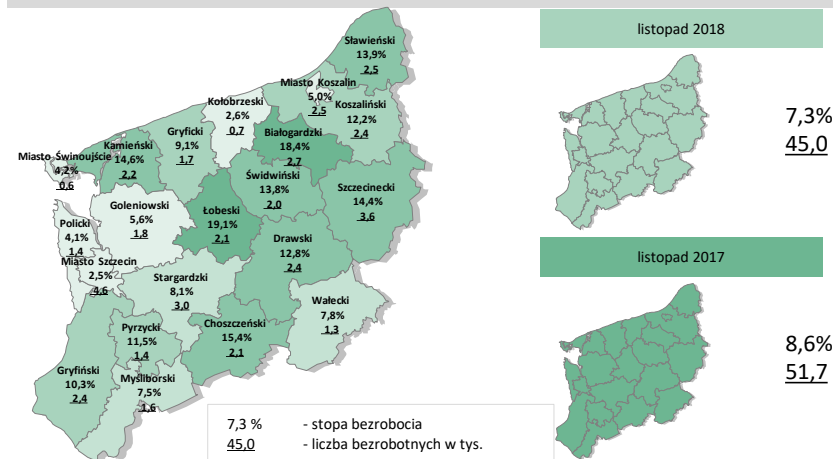 listopad 2018
7,3%
45,0
listopad 2017
8,6%
51,7
Sławieński
13,9%
2,5
Miasto Koszalin
5,0%
2,5
Koszaliński
12,2%
2,4
Kołobrzeski
2,6%
0,7
Białogardzki
18,4%
2,7
Gryficki
9,1%
1,7
Kamieński
14,6%
2,2
Miasto Świnoujście
4,2%
0,6
Świdwiński
13,8%
2,0
Szczecinecki
14,4%
3,6
Goleniowski
5,6%
1,8
Łobeski
19,1%
2,1
Policki
4,1%
1,4
Drawski
12,8%
2,4
Miasto Szczecin
2,5%
4,6
Stargardzki
8,1%
3,0
Wałecki
7,8%
1,3
Choszczeński
15,4%
2,1
Pyrzycki
11,5%
1,4
Gryfiński
10,3%
2,4
Myśliborski
7,5%
1,6
7,3 % - stopa bezrobocia
45,0 - liczba bezrobotnych w tys.